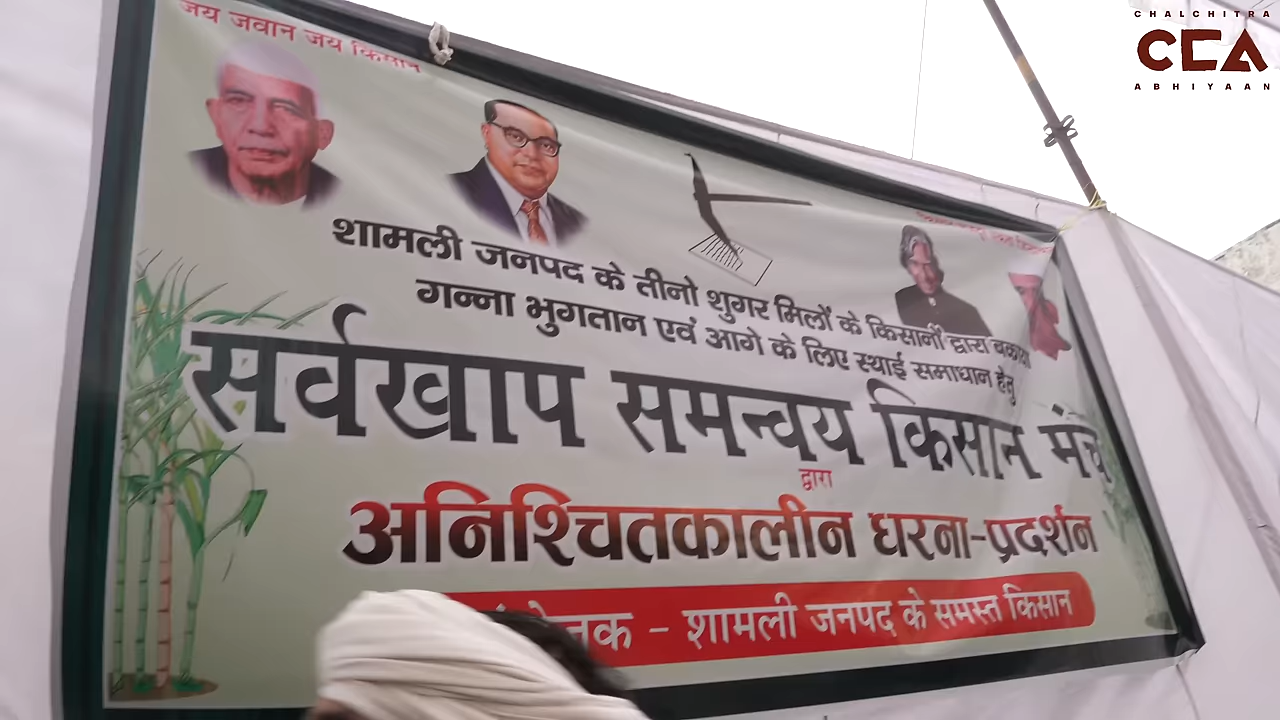 जय जवान जय किसान
CHALCHITRA
CCA
ABHIYAAN
शामली जनपद के तीनो शुगर मिलों के किसानों द्वारा बकाया
गन्ना भुगतान एवं आगे के लिए स्थाई समाधान हेतु
सर्वखाप समन्वय किसान मंच
द्वारा
अनिश्चितकालीन धरना-प्रदर्शन
- शामली जनपद के समस्त किसान